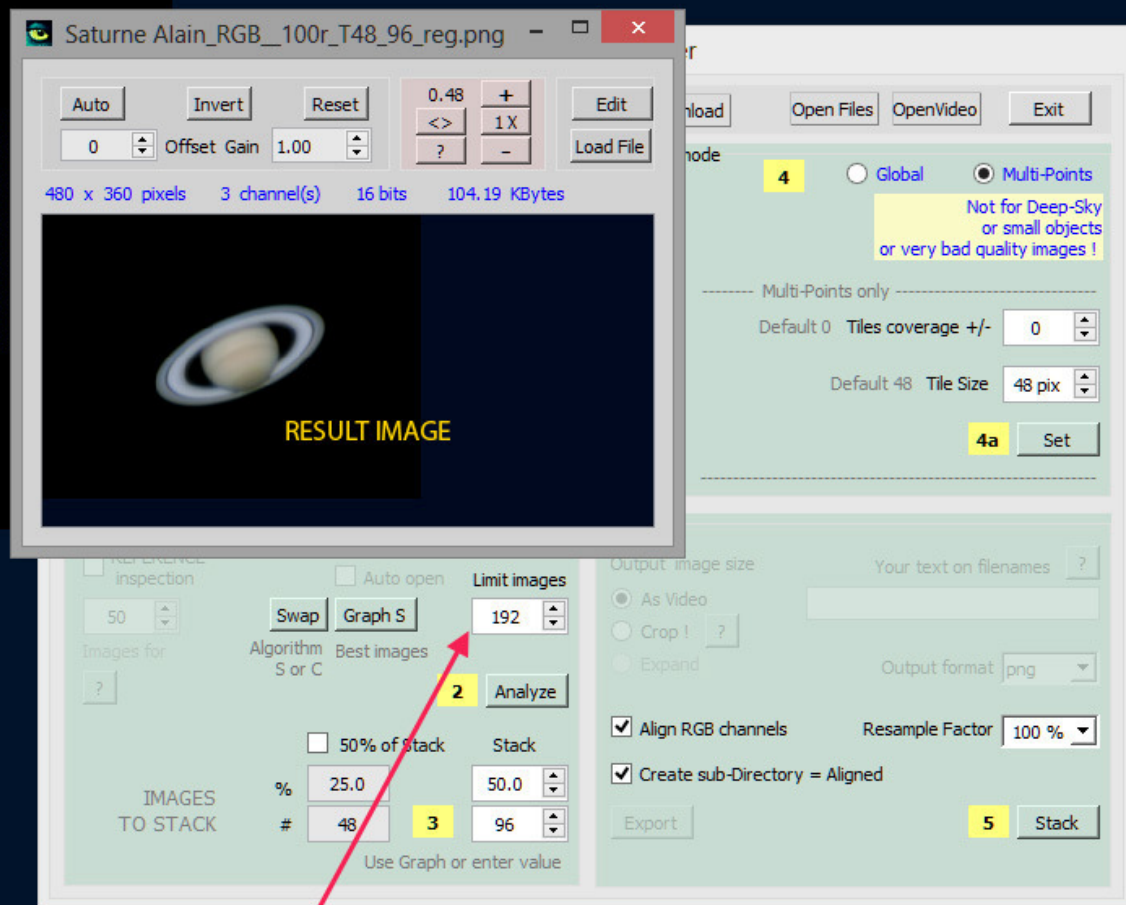 Saturne Alain_RGB__100r_T48_96_reg.png
Auto Invert Reset
0 Offset Gain 1.00
0.48 +
<> 1X
? -
Edit
Load File
480 x 360 pixels 3 channel(s) 16 bits 104.19 KBytes
RESULT IMAGE
Open Files OpenVideo Exit
4 Global Multi-Points
Not for Deep-Sky
or small objects
or very bad quality images !
Multi-Points only
Default 0 Tiles coverage +/- 0
Default 48 Tile Size 48 pix
4a Set
REFERENCE
inspection
Auto open
Limit images
50 Swap Graph S 192
Images for Algorithm Best images
S or C
?
2 Analyze
50% of Stack Stack
IMAGES
TO STACK
% 25.0 50.0
# 48 3 96
Use Graph or enter value
Output image size Your text on filenames ?
As Video
Crop ! ?
Expand Output format png
Align RGB channels Resample Factor 100 %
Create sub-Directory = Aligned
Export 5 Stack